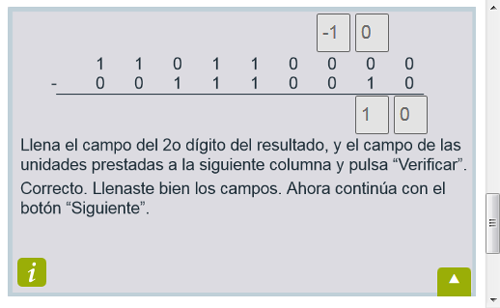 -1 0
1 1 0 1 1 0 0 0 0
- 0 0 1 1 1 0 0 1 0
1 0
Llena el campo del 2o dígito del resultado, y el campo de las
unidades prestadas a la siguiente columna y pulsa “Verificar”.
Correcto. Llenaste bien los campos. Ahora continúa con el
botón “Siguiente”.
i